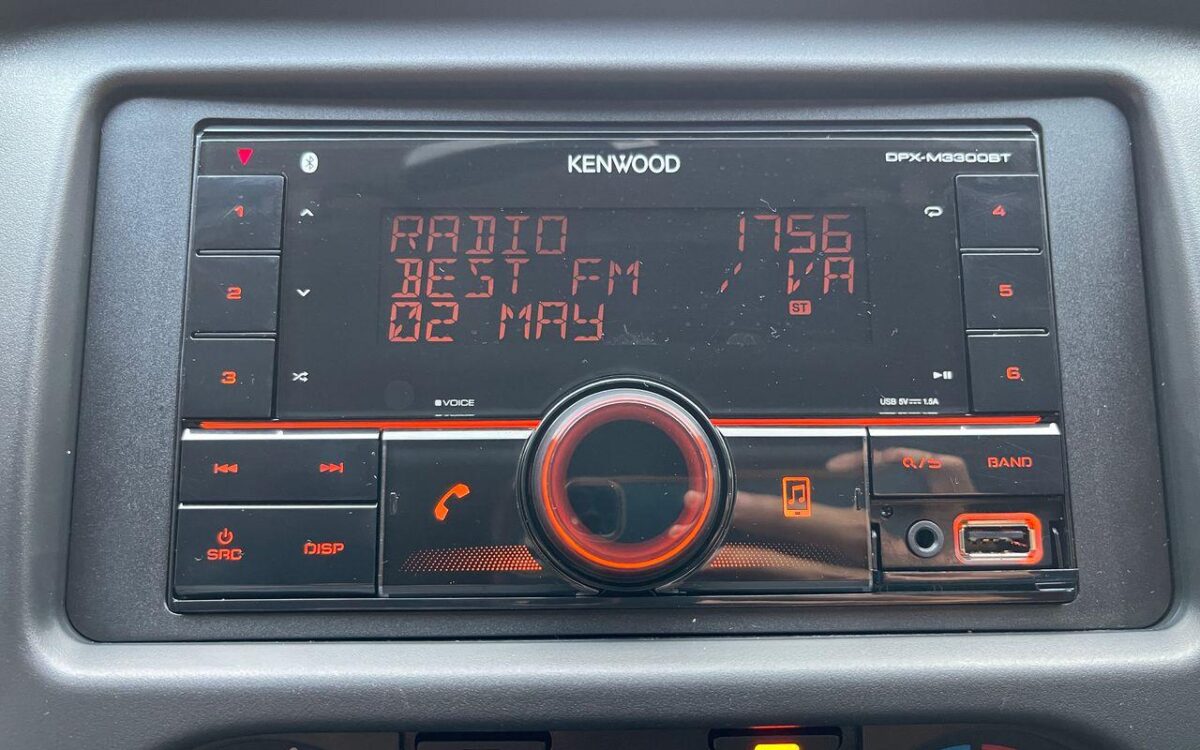 KENWOOD
DPX-M3300BT
1
2
3
RADIO 1756
BEST FM / VA
ST
02 MAY
4
5
6
VOICE
USB 5V 1.5A
SRC
DISP
BAND